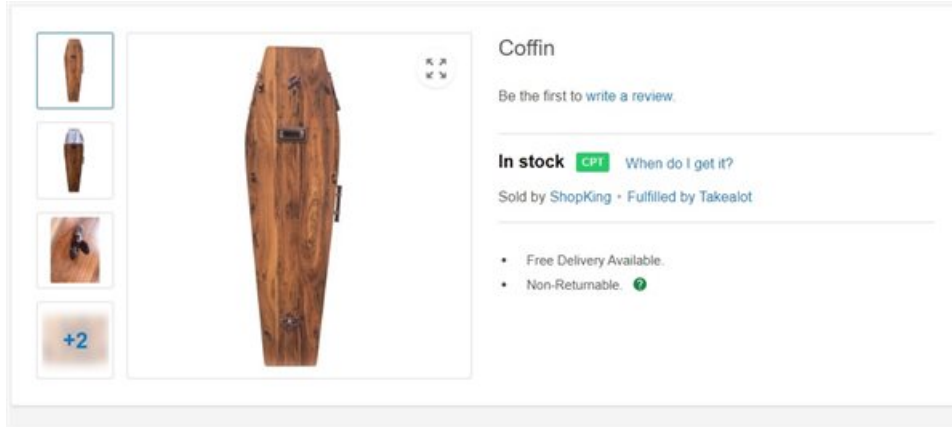 Coffin
Be the first to write a review.
In stock CPT When do I get it?
Sold by ShopKing • Fulfilled by Takealot
• Free Delivery Available.
• Non-Returnable. ?
+2